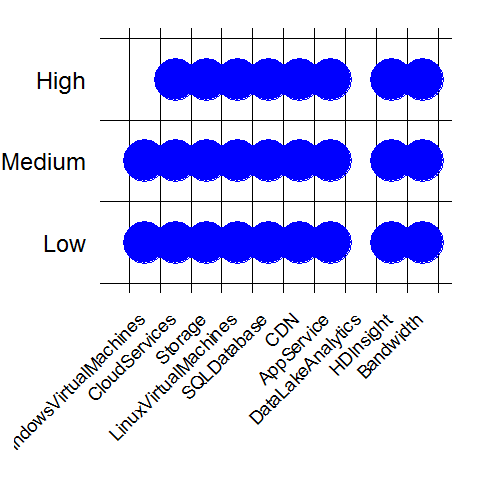 High
Medium
Low
ndowsVirtualMachines
CloudServices
Storage
LinuxVirtualMachines
SQLDatabase
CDN
AppService
DataLakeAnalytics
HDInsight
Bandwidth